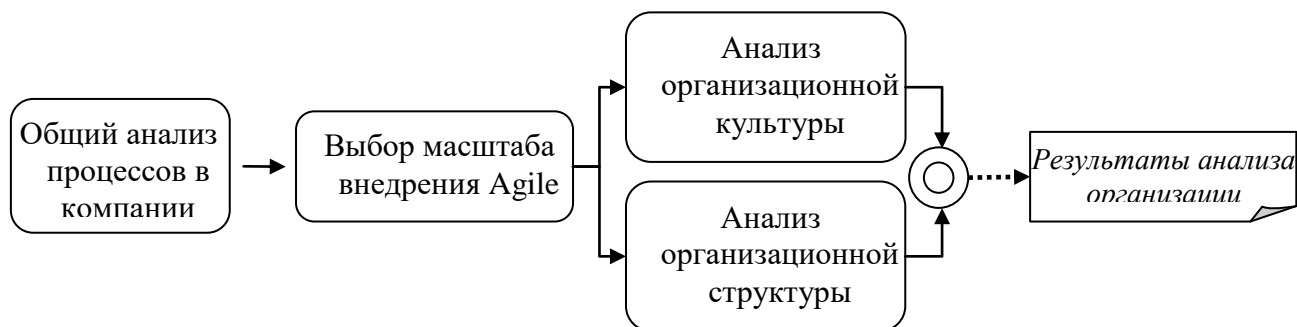 Общий анализ
процессов в
компании
Выбор масштаба
внедрения Agile
Анализ
организационной
культуры
Анализ
организационной
структуры
Результаты анализа
организации